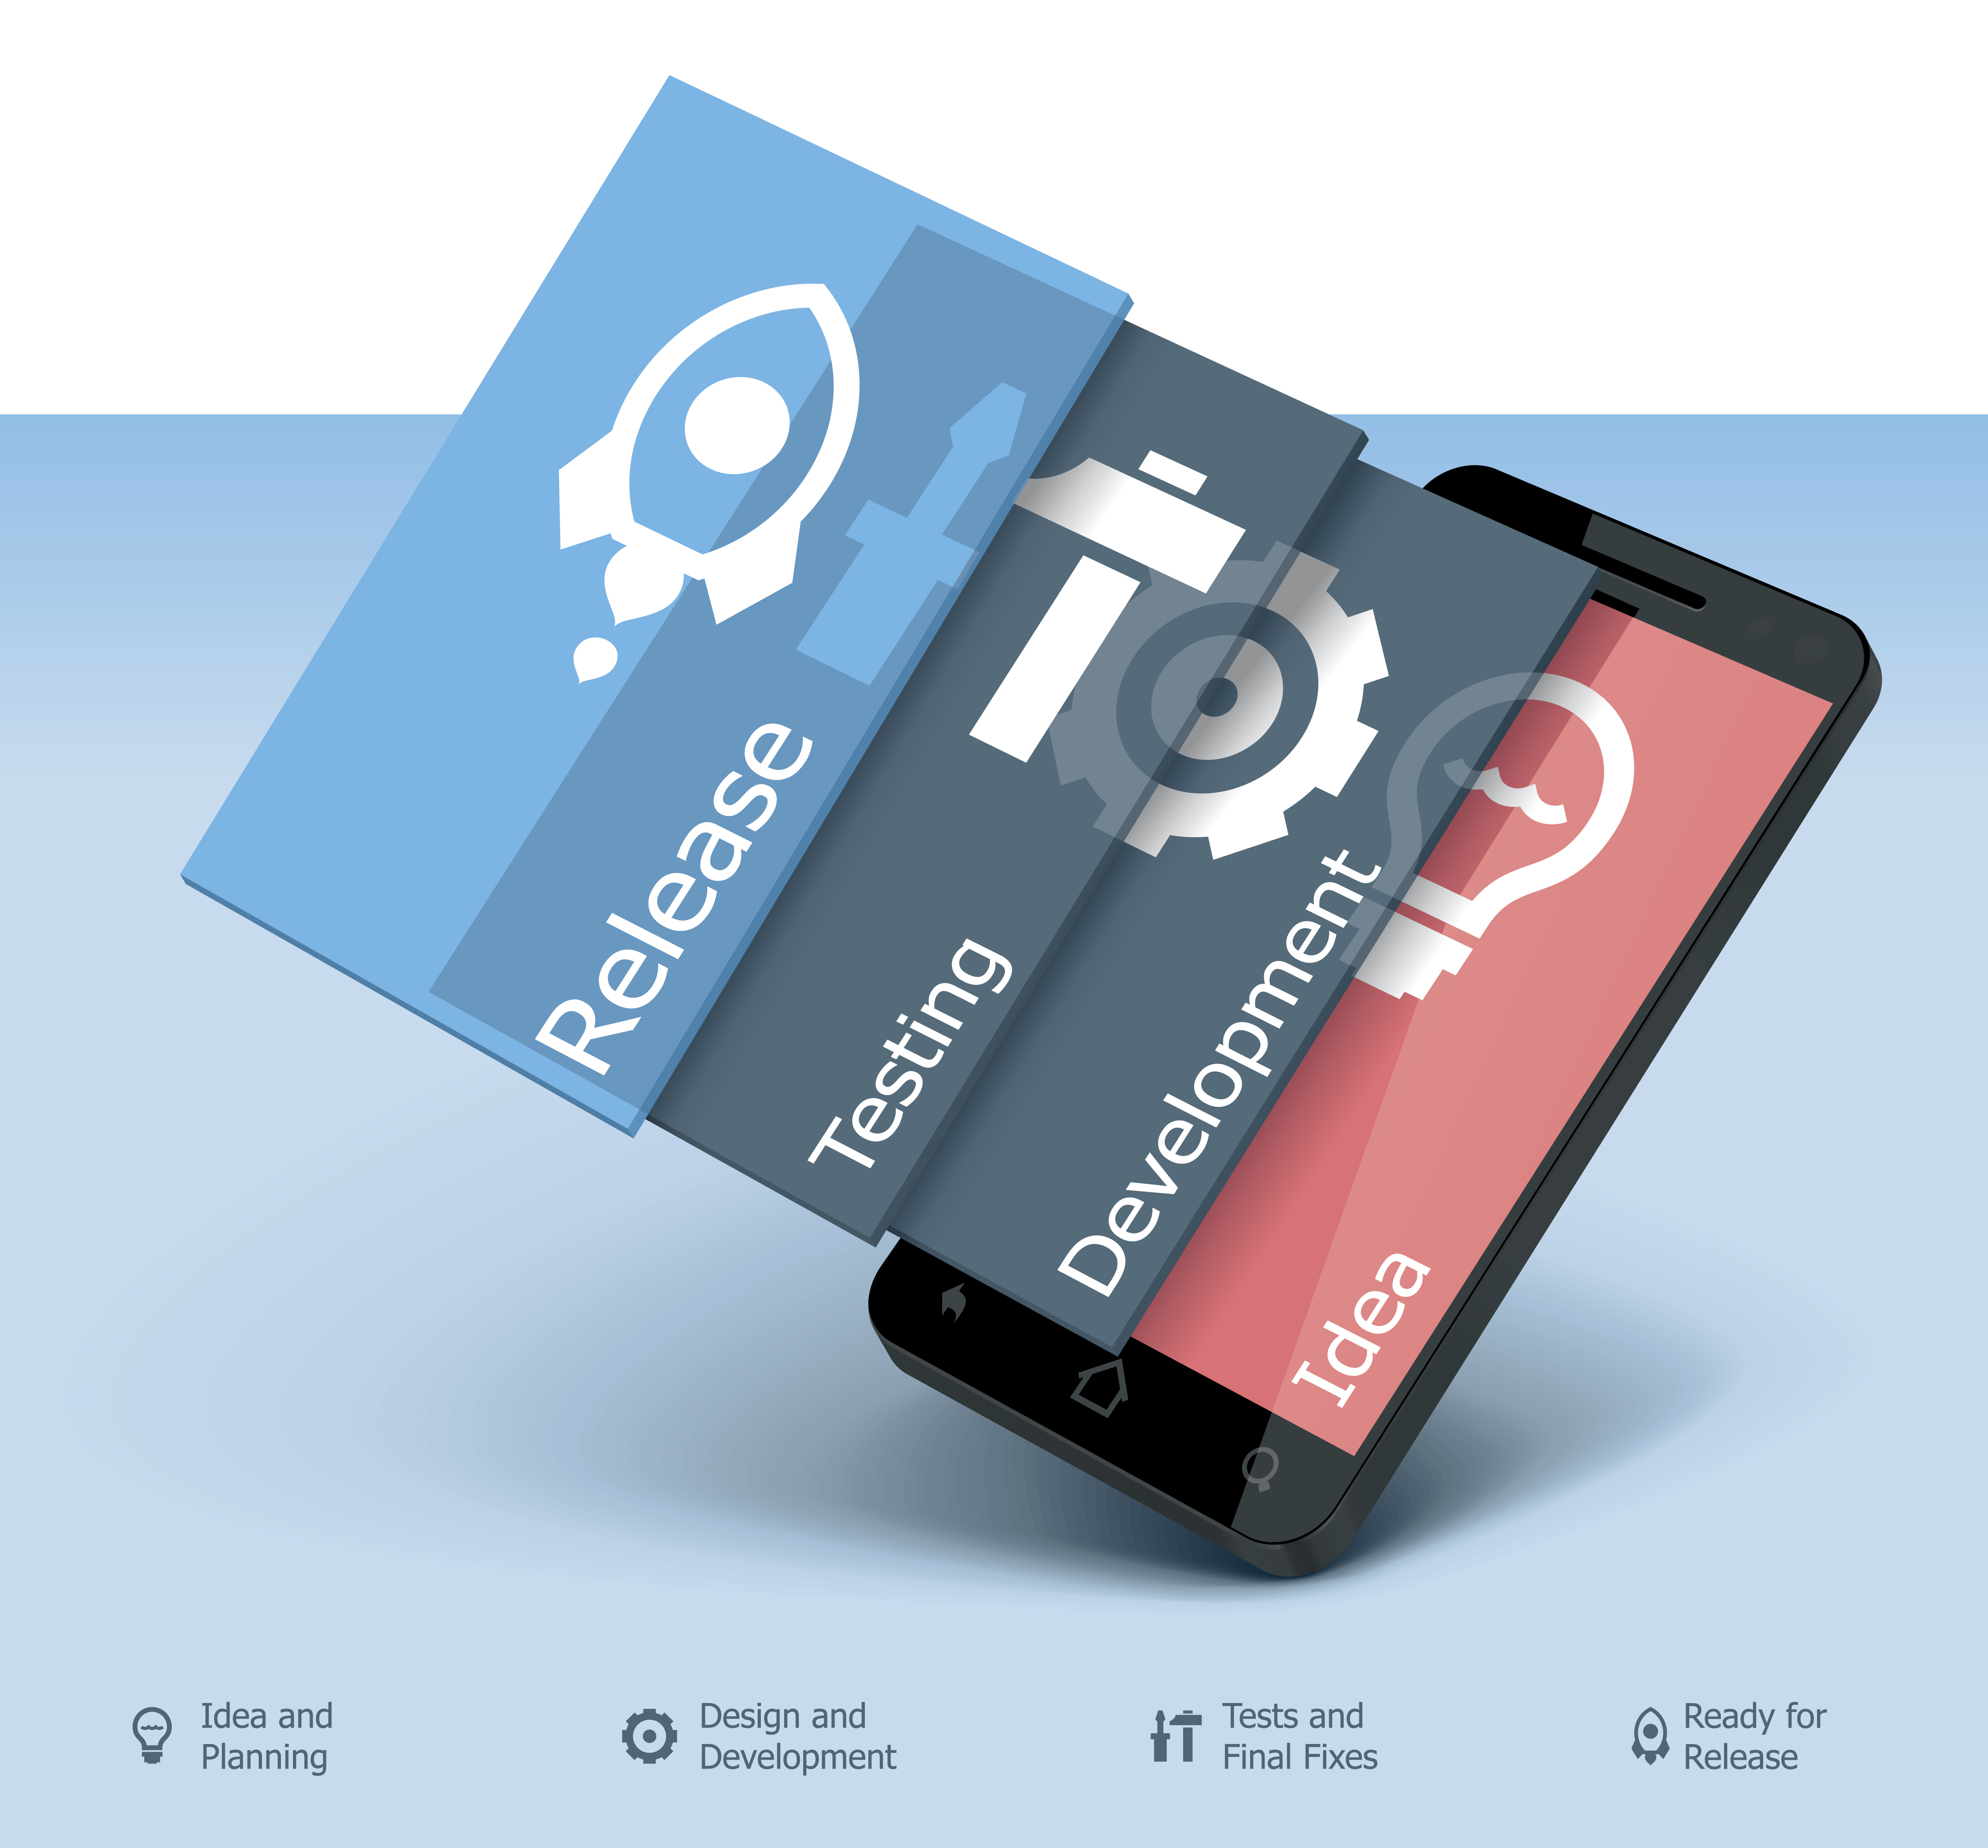 Release
Testing
Development
Idea
Idea and
Planning
Design and
Development
Tests and
Final Fixes
Ready for
Release